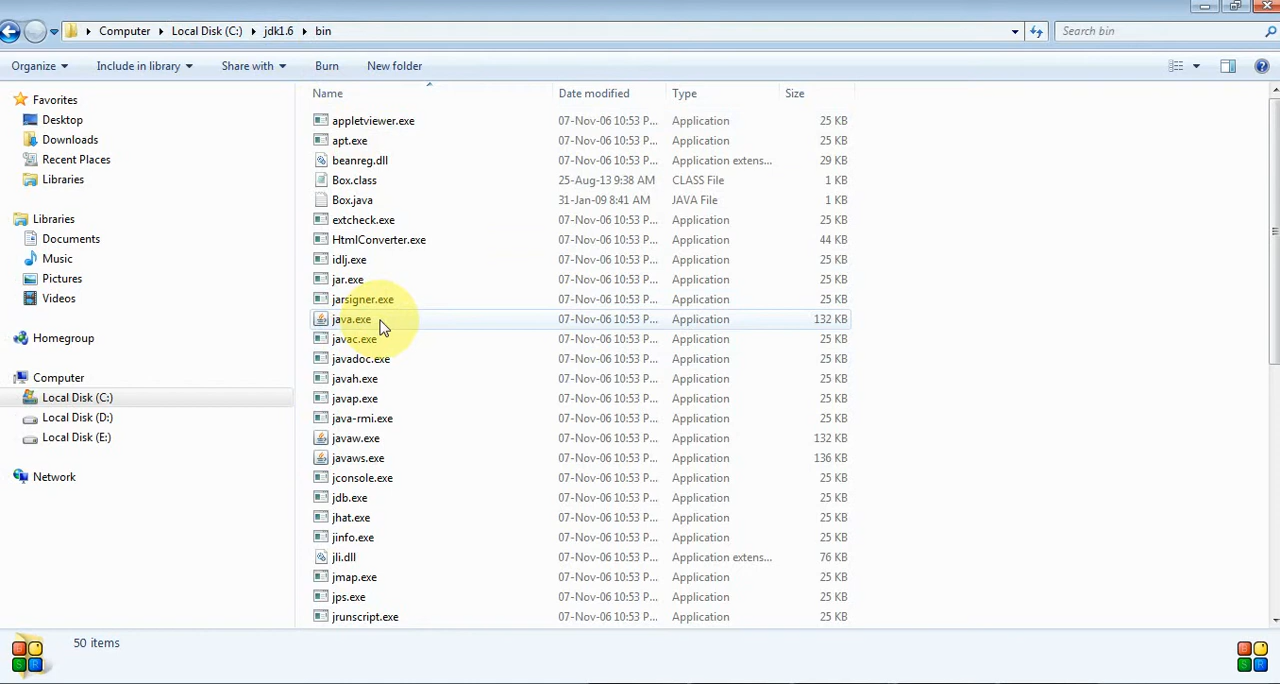 Computer Local Disk (C:) jdk1.6 bin Search bin
Organize Include in library Share with Burn New folder
Favorites
Desktop
Downloads
Recent Places
Libraries
Libraries
Documents
Music
Pictures
Videos
Homegroup
Computer
Local Disk (C:)
Local Disk (D:)
Local Disk (E:)
Network
Name Date modified Type Size
appletviewer.exe 07-Nov-06 10:53 P... Application 25 KB
apt.exe 07-Nov-06 10:53 P... Application 25 KB
beanreg.dll 07-Nov-06 10:53 P... Application extens... 29 KB
Box.class 25-Aug-13 9:38 AM CLASS File 1 KB
Box.java 31-Jan-09 8:41 AM JAVA File 1 KB
extcheck.exe 07-Nov-06 10:53 P... Application 25 KB
HtmlConverter.exe 07-Nov-06 10:53 P... Application 44 KB
idlj.exe 07-Nov-06 10:53 P... Application 25 KB
jar.exe 07-Nov-06 10:53 P... Application 25 KB
jarsigner.exe 07-Nov-06 10:53 P... Application 25 KB
java.exe 07-Nov-06 10:53 P... Application 132 KB
javac.exe 07-Nov-06 10:53 P... Application 25 KB
javadoc.exe 07-Nov-06 10:53 P... Application 25 KB
javah.exe 07-Nov-06 10:53 P... Application 25 KB
javap.exe 07-Nov-06 10:53 P... Application 25 KB
java-rmi.exe 07-Nov-06 10:53 P... Application 25 KB
javaw.exe 07-Nov-06 10:53 P... Application 132 KB
javaws.exe 07-Nov-06 10:53 P... Application 136 KB
jconsole.exe 07-Nov-06 10:53 P... Application 25 KB
jdb.exe 07-Nov-06 10:53 P... Application 25 KB
jhat.exe 07-Nov-06 10:53 P... Application 25 KB
jinfo.exe 07-Nov-06 10:53 P... Application 25 KB
jli.dll 07-Nov-06 10:53 P... Application extens... 76 KB
jmap.exe 07-Nov-06 10:53 P... Application 25 KB
jps.exe 07-Nov-06 10:53 P... Application 25 KB
jrunscript.exe 07-Nov-06 10:53 P... Application 25 KB
50 items